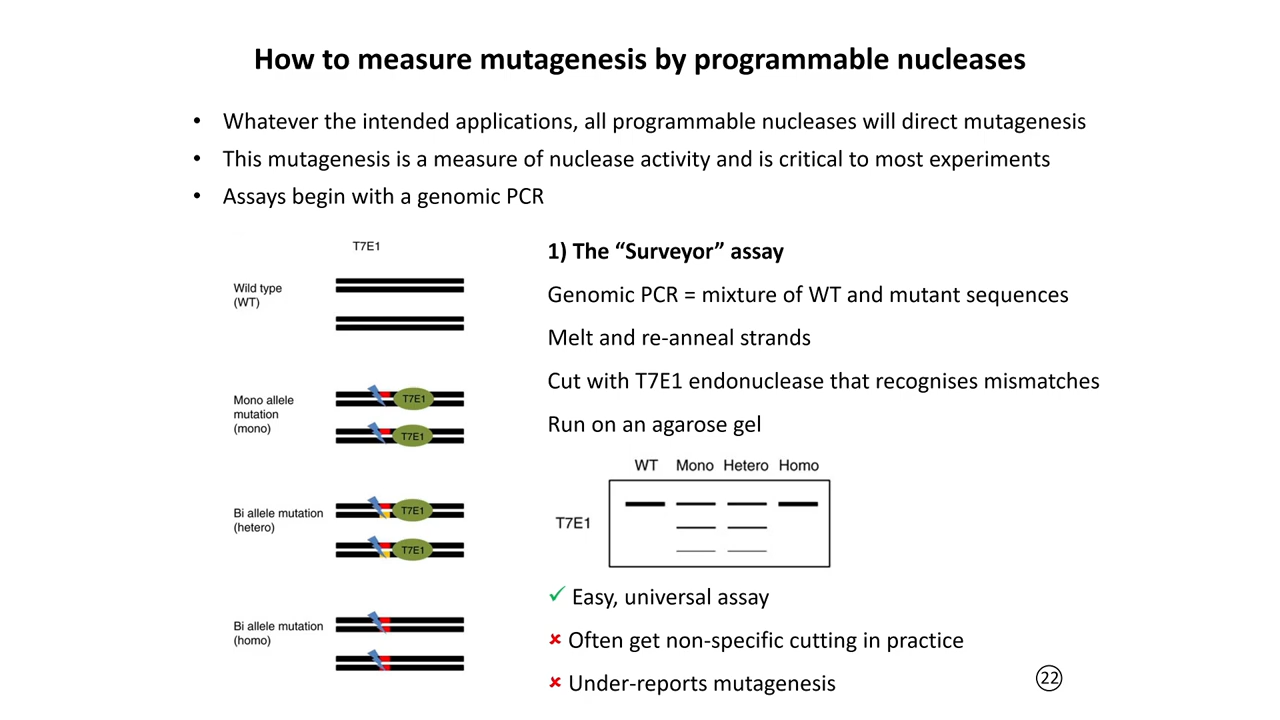 How to measure mutagenesis by programmable nucleases
• Whatever the intended applications, all programmable nucleases will direct mutagenesis
• This mutagenesis is a measure of nuclease activity and is critical to most experiments
• Assays begin with a genomic PCR
T7E1
Wild type
(WT)
Mono allele
mutation
(mono)
T7E1
T7E1
Bi allele mutation
(hetero)
T7E1
T7E1
Bi allele mutation
(homo)
1) The “Surveyor” assay
Genomic PCR = mixture of WT and mutant sequences
Melt and re-anneal strands
Cut with T7E1 endonuclease that recognises mismatches
Run on an agarose gel
WT Mono Hetero Homo
T7E1
✓ Easy, universal assay
✘ Often get non-specific cutting in practice
✘ Under-reports mutagenesis
22